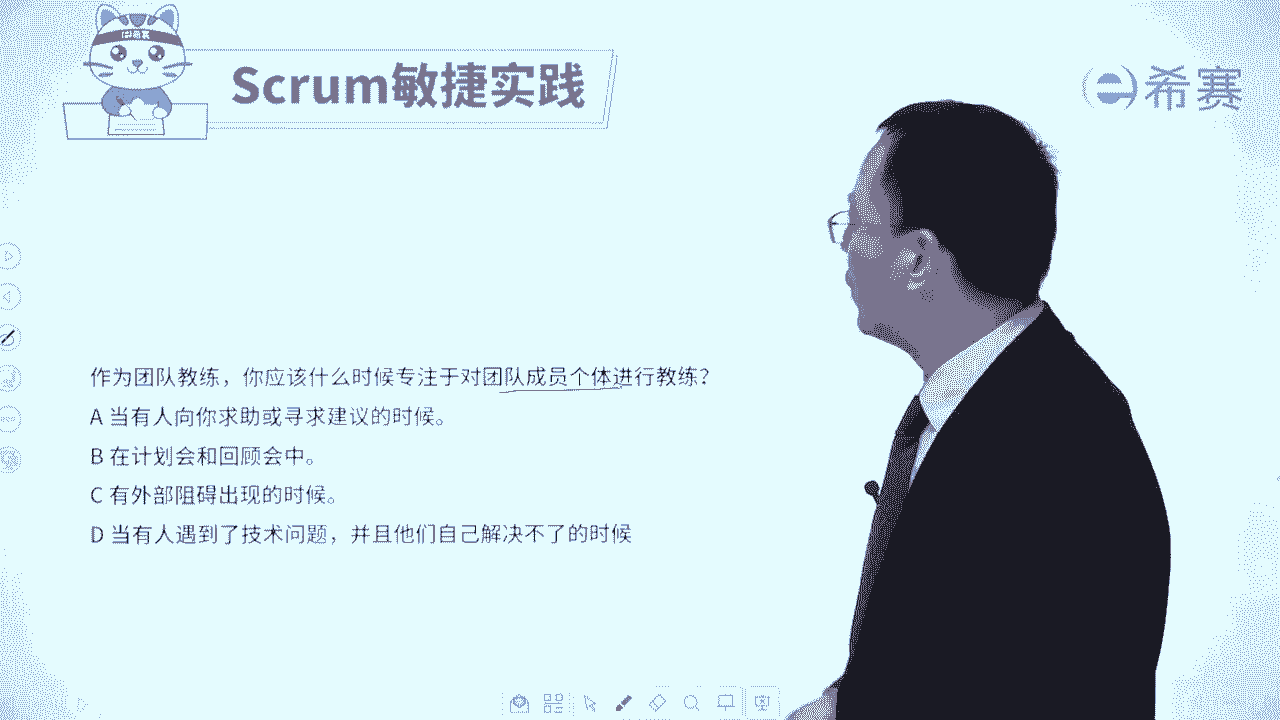 Scrum敏捷实践
希赛
作为团队教练，你应该什么时候专注于对团队成员个体进行教练？
A 当有人向你求助或寻求建议的时候。
B 在计划会和回顾会中。
C 有外部阻碍出现的时候。
D 当有人遇到了技术问题，并且他们自己解决不了的时候